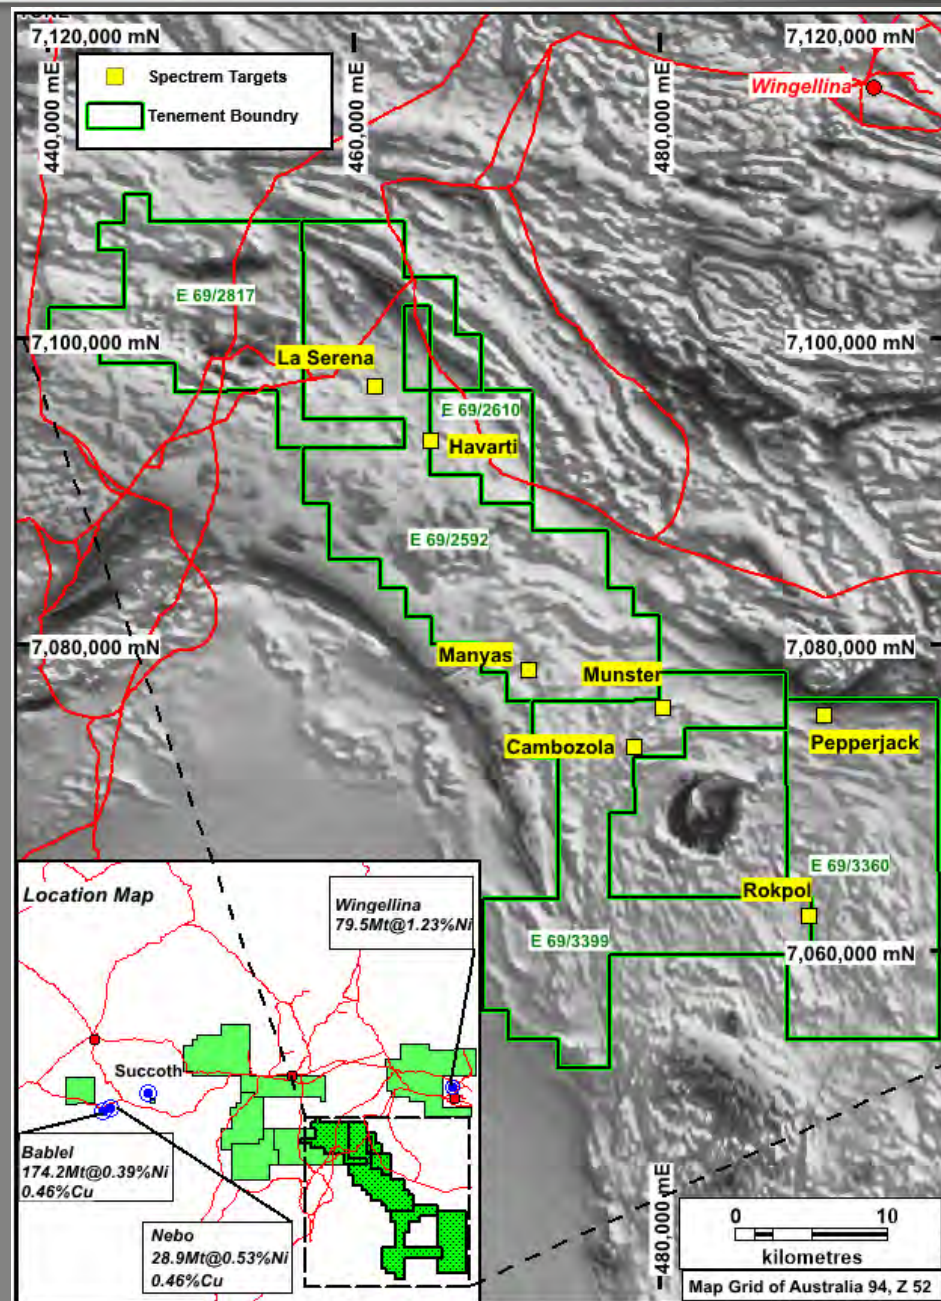 7,120,000 mN
7,120,000 mN
Spectrem Targets
Tenement Boundry
440,000 mE
460,000 mE
480,000 mE
Wingellina
E 69/2817
7,100,000 mN
7,100,000 mN
La Serena
E 69/2610
Havarti
E 69/2592
7,080,000 mN
7,080,000 mN
Manyas
Munster
Cambozola
Pepperjack
E 69/3360
Rokpol
E 69/3399
7,060,000 mN
Location Map
Wingellina
79.5Mt@1.23%Ni
Succoth
Bablel
174.2Mt@0.39%Ni
0.46%Cu
Nebo
28.9Mt@0.53%Ni
0.46%Cu
480,000 mE
0 10
kilometres
Map Grid of Australia 94, Z 52